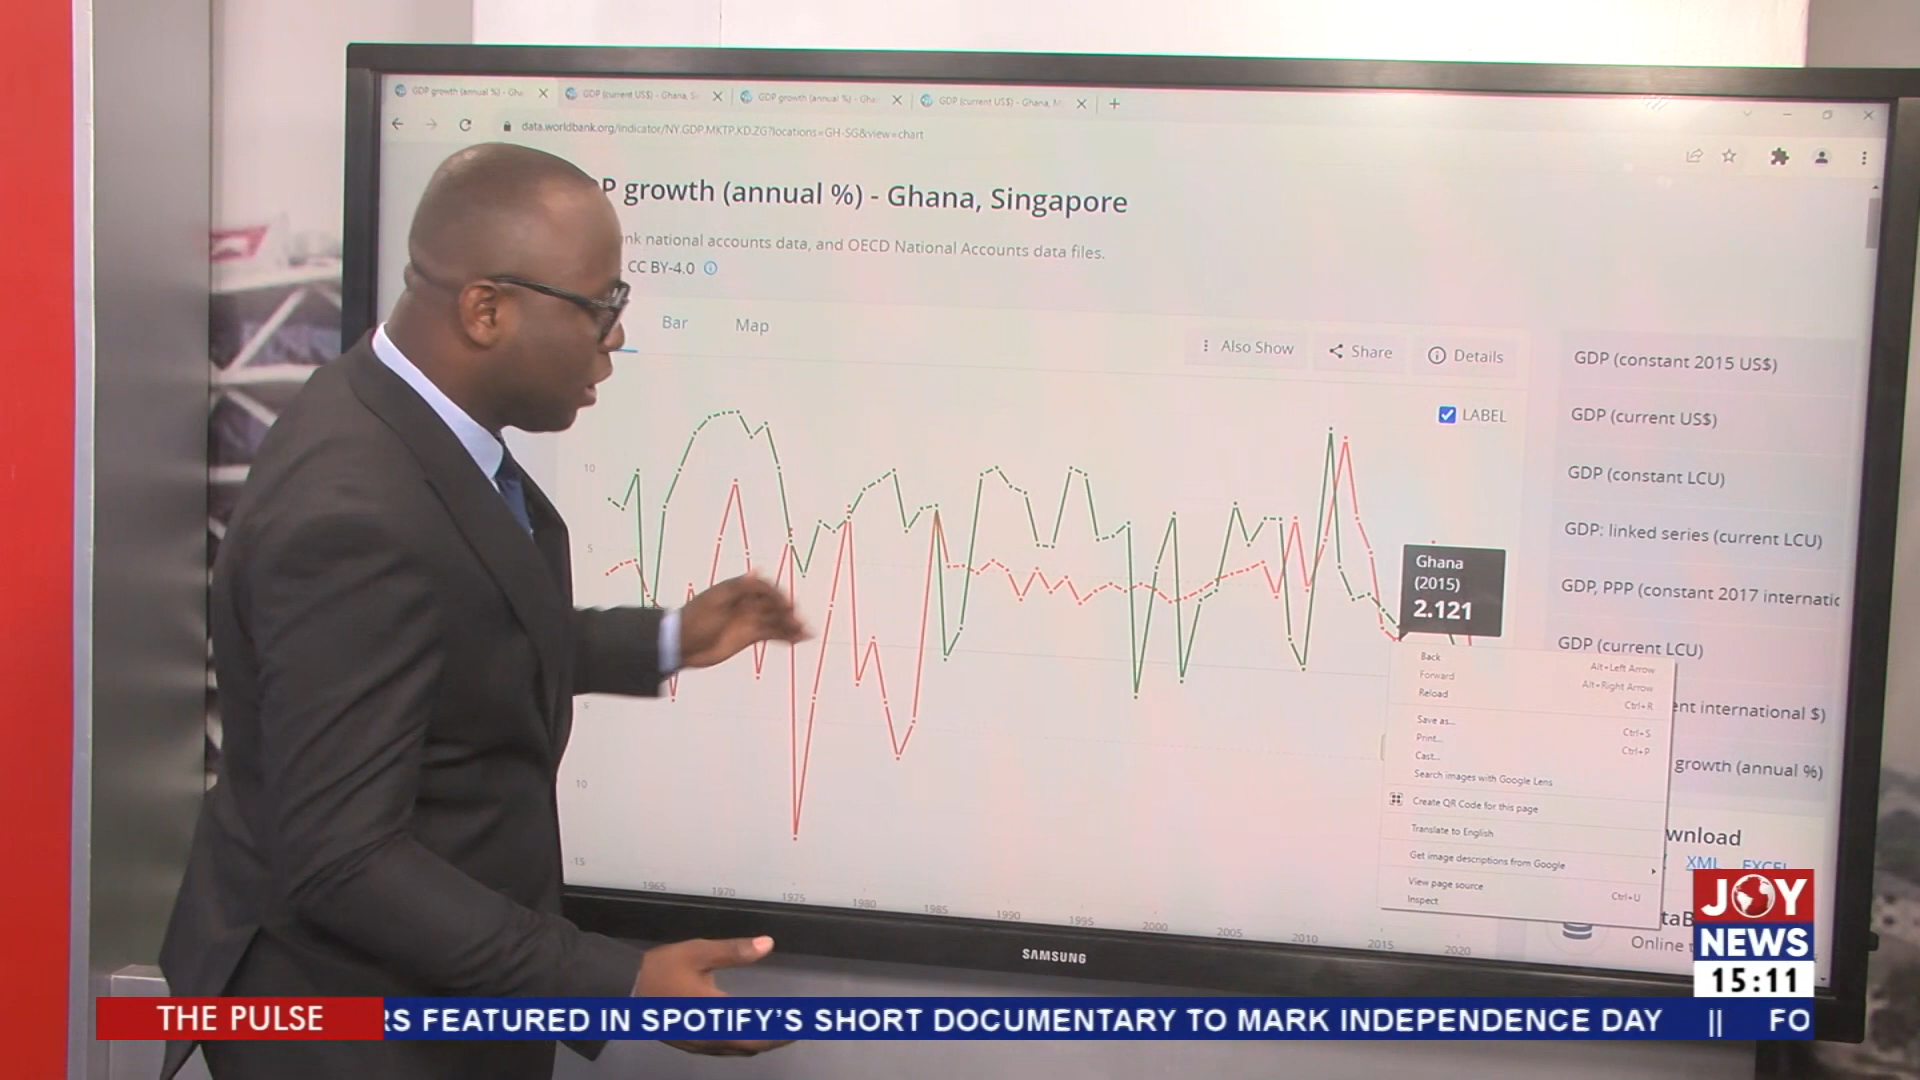 GDP growth (annual %) - Gha
GDP (current US$) - Ghana, S
GDP growth (annual %) - Gha
GDP (current US$) - Ghana, M
data.worldbank.org/indicator/NY.GDP.MKTP.KD.ZG?locations=GH-SG&view=chart
P growth (annual %) - Ghana, Singapore
nk national accounts data, and OECD National Accounts data files.
CC BY-4.0
Bar
Map
Also Show
Share
Details
LABEL
10
5
5
10
15
1965
1970
1975
1980
1985
1990
1995
2000
2005
2010
2015
2020
Ghana
(2015)
2.121
Back Alt+Left Arrow
Forward Alt+Right Arrow
Reload Ctrl+R
Save as... Ctrl+S
Print... Ctrl+P
Cast...
Search images with Google Lens
Create QR Code for this page
Translate to English
Get image descriptions from Google
View page source Ctrl+U
Inspect
GDP (constant 2015 US$)
GDP (current US$)
GDP (constant LCU)
GDP: linked series (current LCU)
GDP, PPP (constant 2017 internatic
GDP (current LCU)
ent international $)
growth (annual %)
wnload
XML EXCEL
taB
Online
SAMSUNG
JOY
NEWS
15:11
THE PULSE
RS FEATURED IN SPOTIFY'S SHORT DOCUMENTARY TO MARK INDEPENDENCE DAY || FO